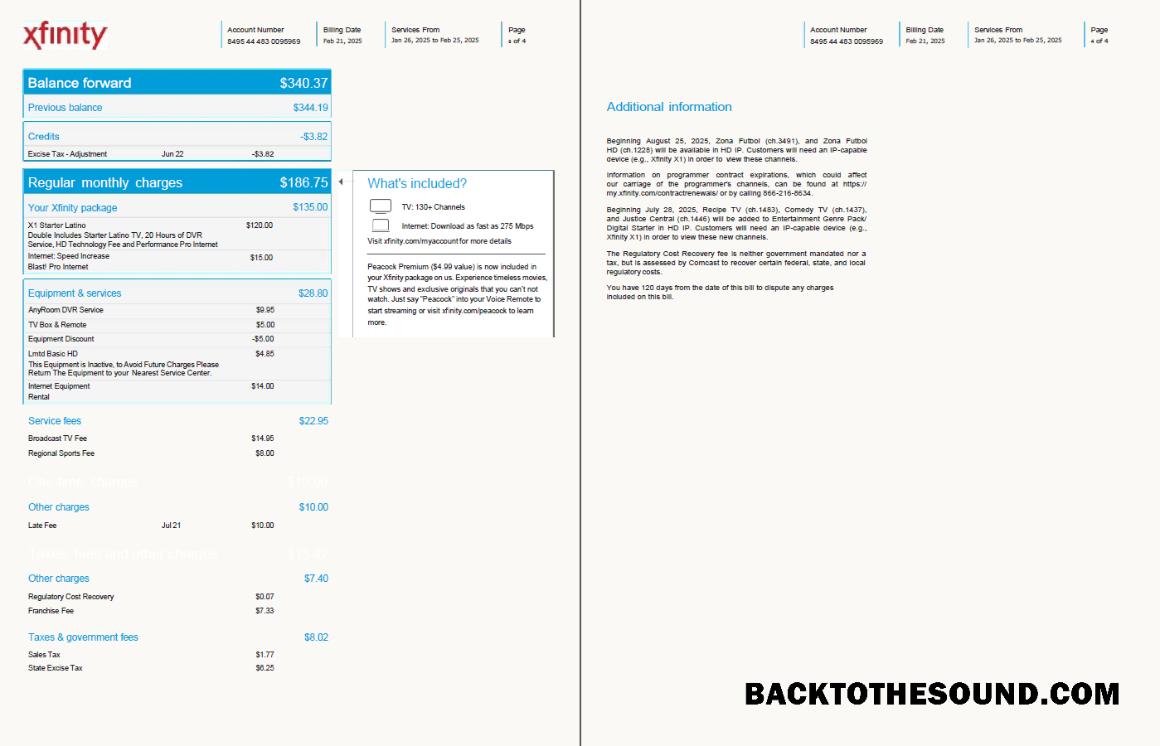 xfinity
Account Number
8495 44 483 0095969
Billing Date
Feb 21, 2025
Services From
Jan 26, 2025 to Feb 25, 2025
Page
of 4
Balance forward $340.37
Previous balance $344.19
Credits -$3.82
Excise Tax - Adjustment Jun 22 -$3.82
Regular monthly charges $186.75
Your Xfinity package $135.00
X1 Starter Latino $120.00
Double Includes Starter Latino TV, 20 Hours of DVR
Service, HD Technology Fee and Performance Pro Internet
Internet: Speed Increase $15.00
Blast! Pro Internet
Equipment & services $28.80
AnyRoom DVR Service $9.95
TV Box & Remote $5.00
Equipment Discount -$5.00
Lmtd Basic HD $4.85
This Equipment is Inactive, to Avoid Future Charges Please
Return The Equipment to your Nearest Service Center.
Internet Equipment $14.00
Rental
Service fees $22.95
Broadcast TV Fee $14.95
Regional Sports Fee $8.00
One-time charges $10.00
Other charges $10.00
Late Fee Jul 21 $10.00
Taxes, fees and other charges $15.42
Other charges $7.40
Regulatory Cost Recovery $0.07
Franchise Fee $7.33
Taxes & government fees $8.02
Sales Tax $1.77
State Excise Tax $6.25
What's included?
TV: 130+ Channels
Internet: Download as fast as 275 Mbps
Visit xfinity.com/myaccount for more details
Peacock Premium ($4.99 value) is now included in
your Xfinity package on us. Experience timeless movies,
TV shows and exclusive originals that you can't not
watch. Just say "Peacock" into your Voice Remote to
start streaming or visit xfinity.com/peacock to learn
more.
Account Number
8495 44 483 0095969
Billing Date
Feb 21, 2025
Services From
Jan 26, 2025 to Feb 25, 2025
Page
4 of 4
Additional information
Beginning August 25, 2025, Zona Futbol (ch.3491), and Zona Futbol
HD (ch.1228) will be available in HD IP. Customers will need an IP-capable
device (e.g., Xfinity X1) in order to view these channels.
Information on programmer contract expirations, which could affect
our carriage of the programmer's channels, can be found at https://
my.xfinity.com/contractrenewals/ or by calling 866-216-8634.
Beginning July 28, 2025, Recipe TV (ch.1483), Comedy TV (ch.1437),
and Justice Central (ch.1446) will be added to Entertainment Genre Pack/
Digital Starter in HD IP. Customers will need an IP-capable device (e.g.,
Xfinity X1) in order to view these new channels.
The Regulatory Cost Recovery fee is neither government mandated nor a
tax, but is assessed by Comcast to recover certain federal, state, and local
regulatory costs.
You have 120 days from the date of this bill to dispute any charges
included on this bill.
BACKTOTHESOUND.COM